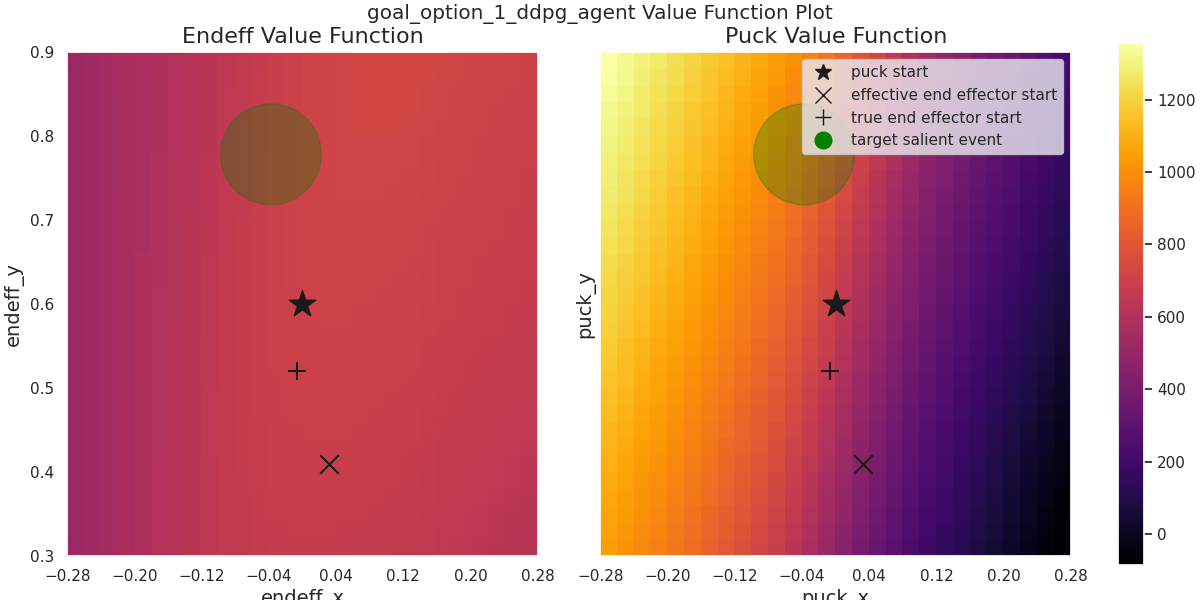 goal_option_1_ddpg_agent Value Function Plot
Endeff Value Function
Puck Value Function
puck start
effective end effector start
true end effector start
target salient event
endeff_y
0.9
0.8
0.7
0.6
0.5
0.4
0.3
−0.28 −0.20 −0.12 −0.04 0.04 0.12 0.20 0.28
endeff_x
puck_y
−0.28 −0.20 −0.12 −0.04 0.04 0.12 0.20 0.28
puck_x
1200
1000
800
600
400
200
0